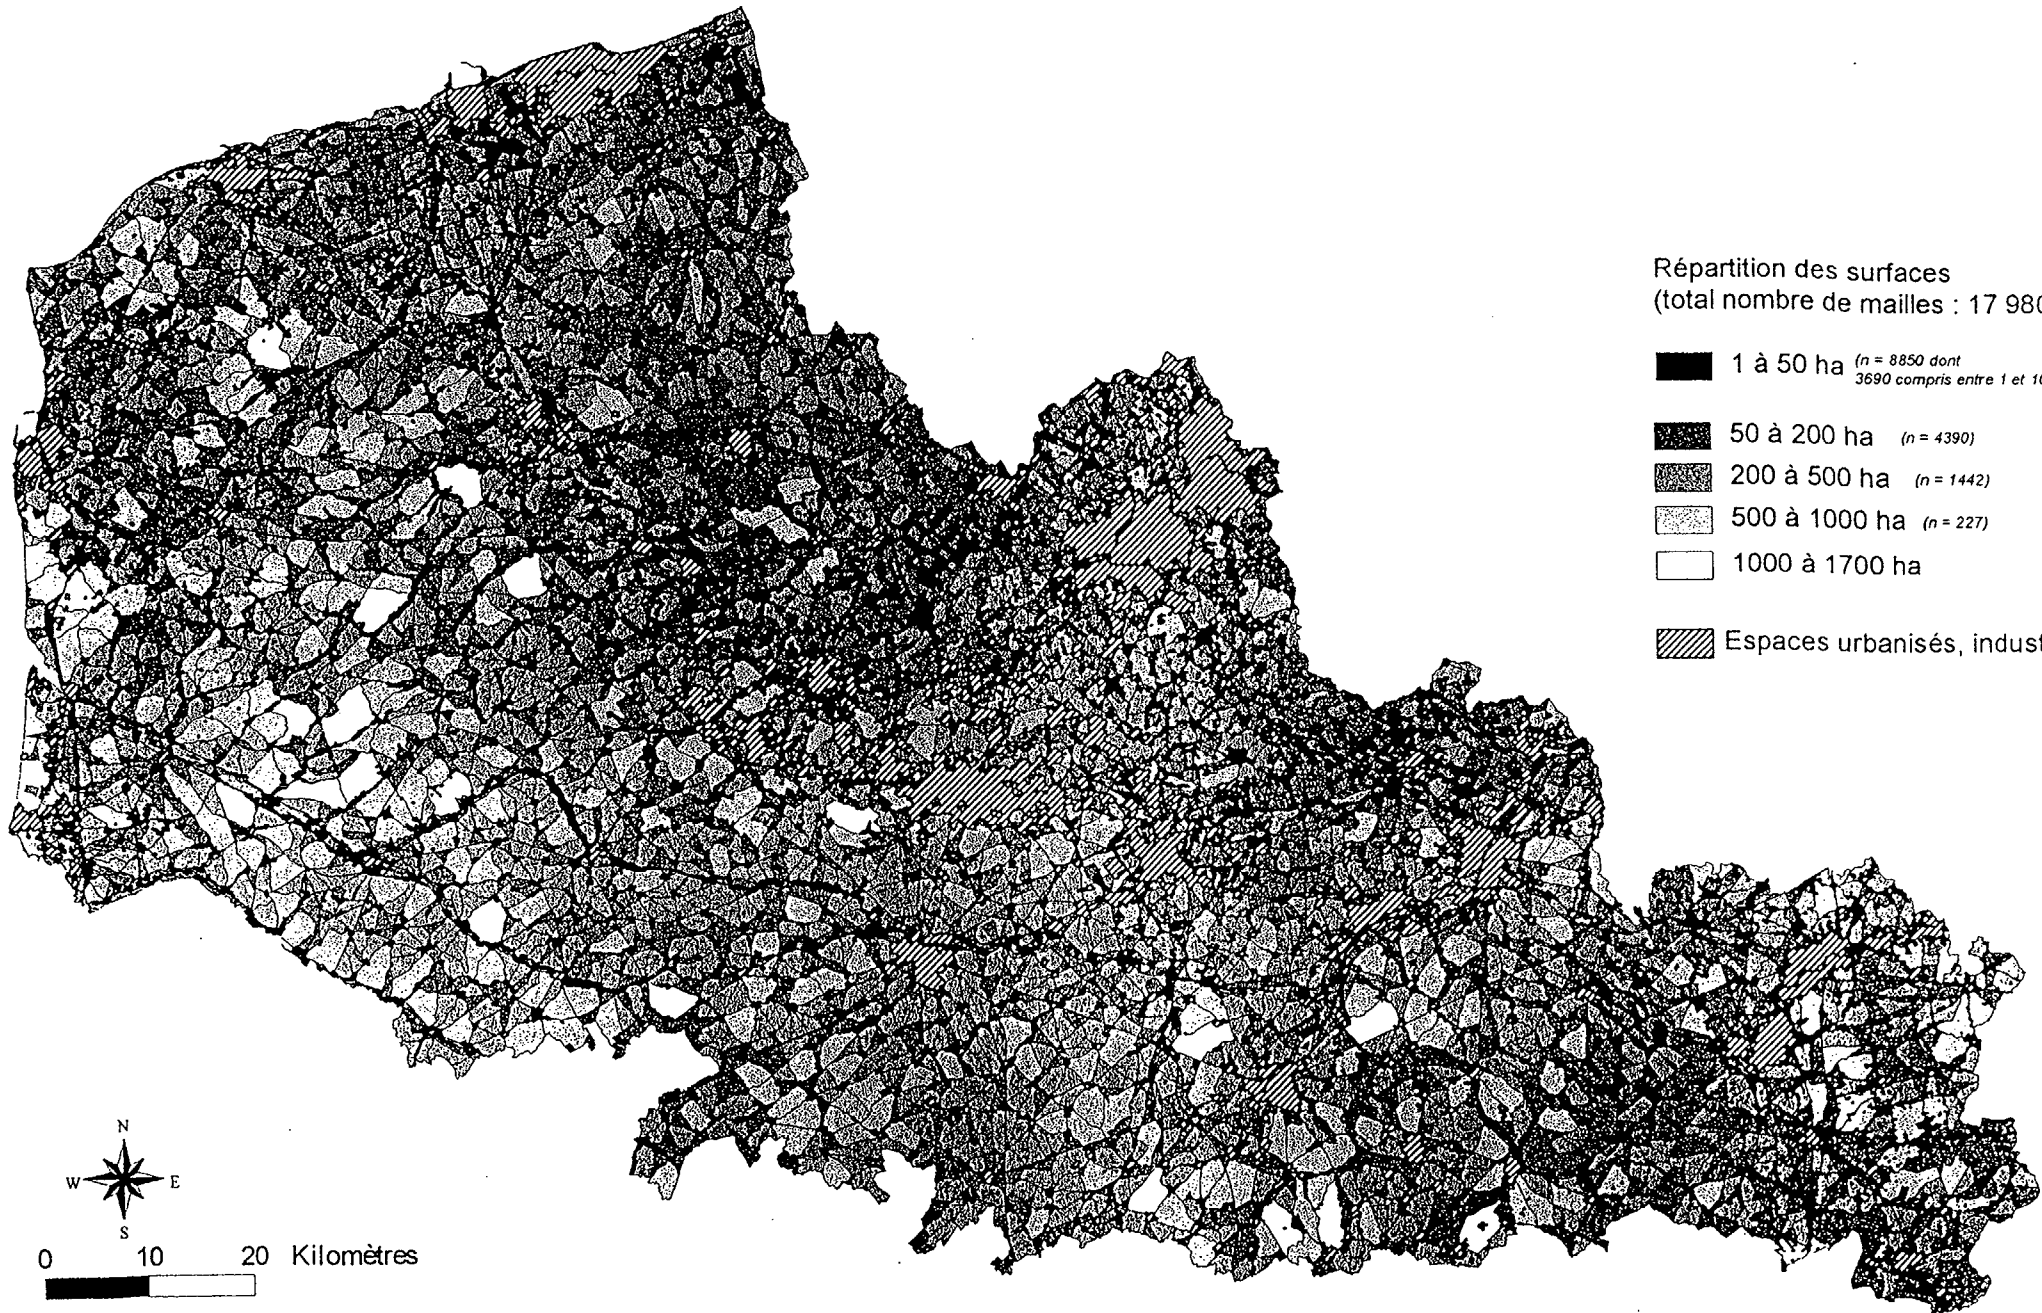 Répartition des surfaces
(total nombre de mailles : 17 980
1 à 50 ha (n = 8850 dont
3690 compris entre 1 et 10
50 à 200 ha (n = 4390)
200 à 500 ha (n = 1442)
500 à 1000 ha (n = 227)
1000 à 1700 ha
Espaces urbanisés, indust
N
W E
S
0 10 20 Kilomètres